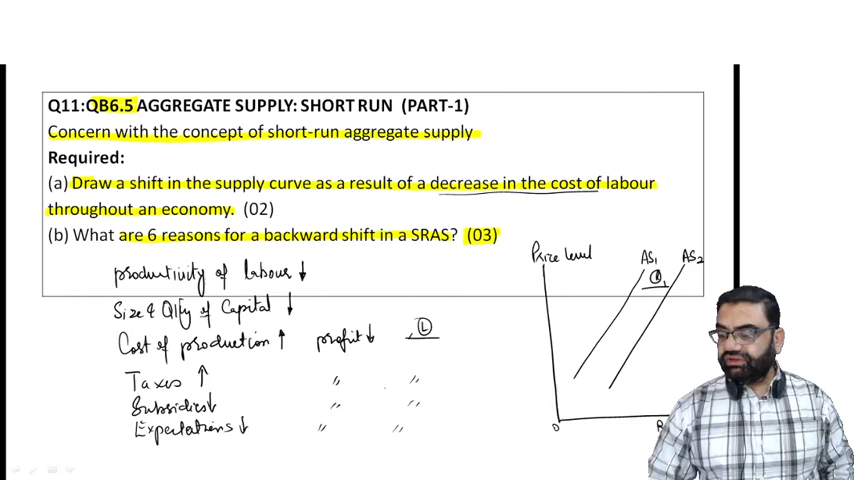 Q11:QB6.5 AGGREGATE SUPPLY: SHORT RUN (PART-1)
Concern with the concept of short-run aggregate supply
Required:
(a) Draw a shift in the supply curve as a result of a decrease in the cost of labour
throughout an economy. (02)
(b) What are 6 reasons for a backward shift in a SRAS? (03)
Price level AS1 AS2
productivity of labour ↓
Size & Qlty of Capital ↓
Cost of production ↑ profit ↓ L
Taxes ↑ " "
Subsidies ↓ " "
Expectations ↓ " "
0 R